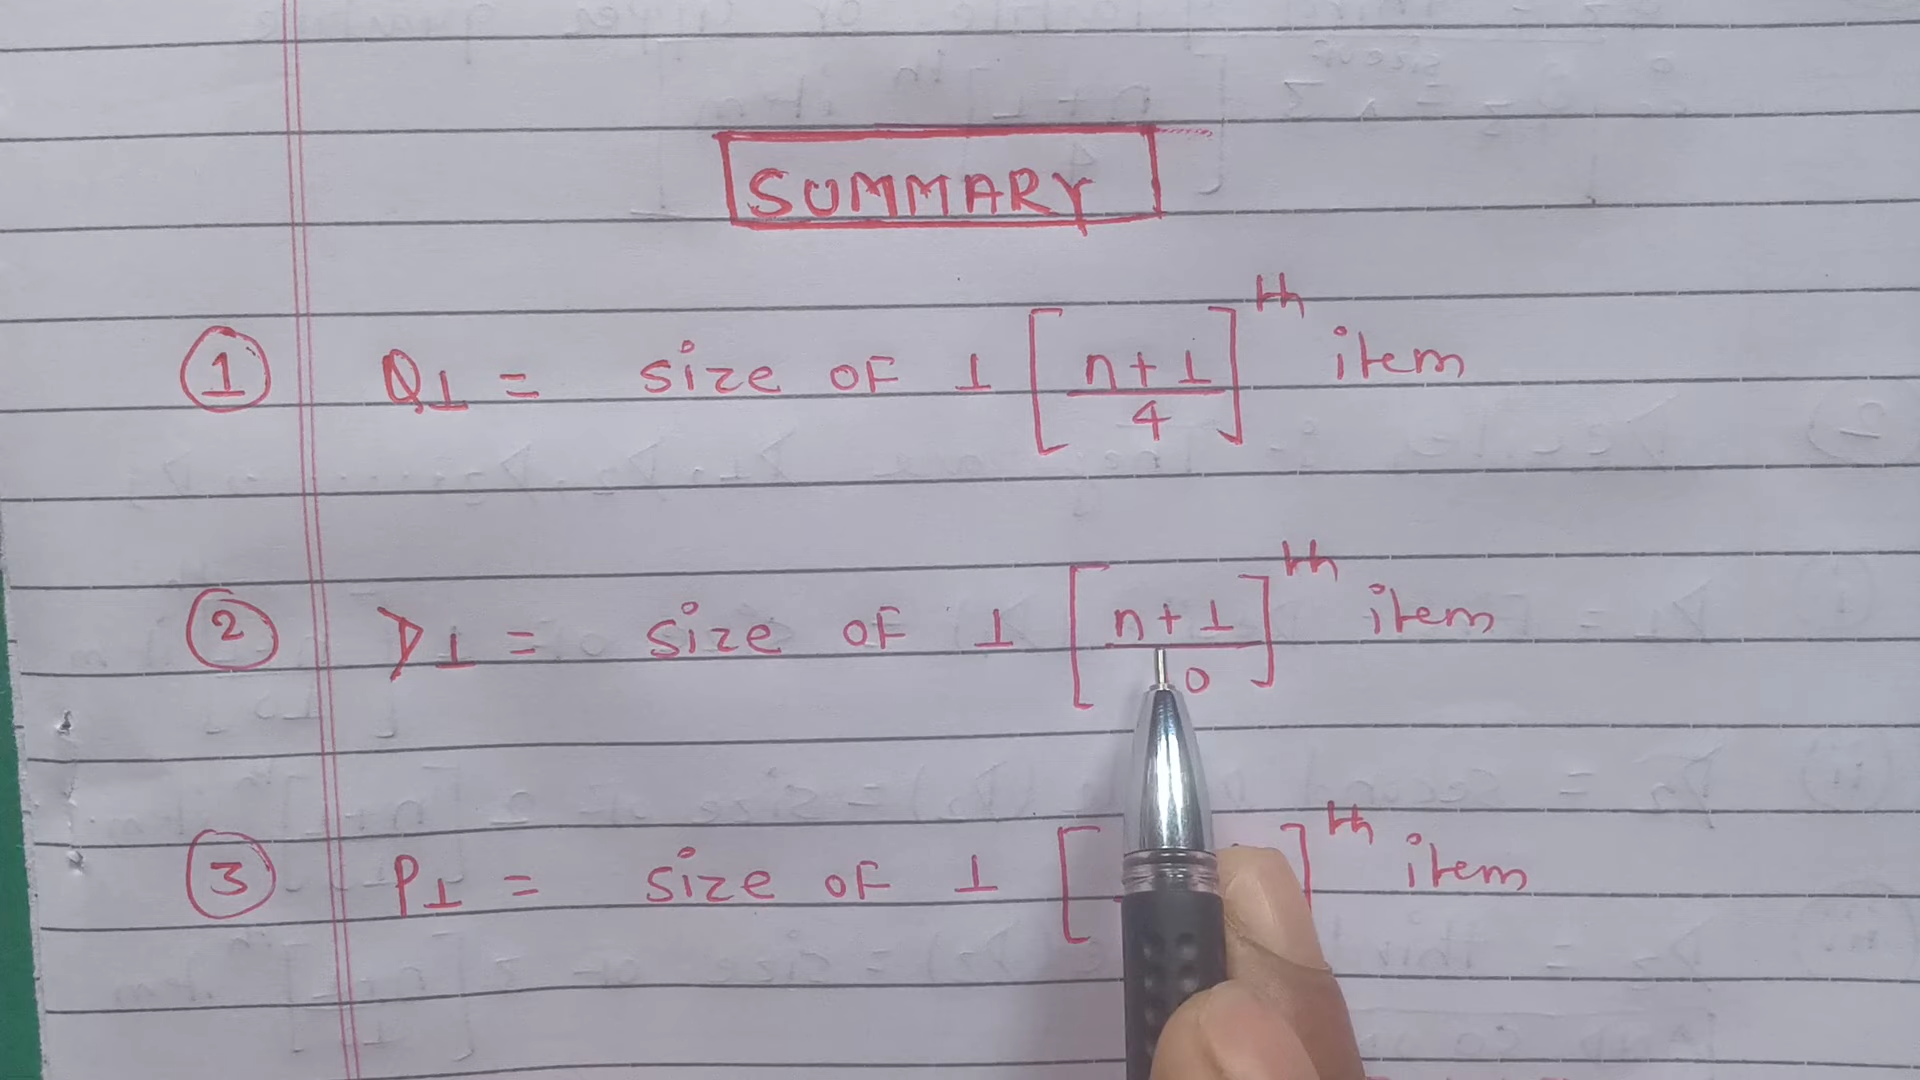 SUMMARY
1 Q1 = size of 1 [n+1/4]th item
2 D1 = size of 1 [n+1/0]th item
3 P1 = size of 1 [ ]th item